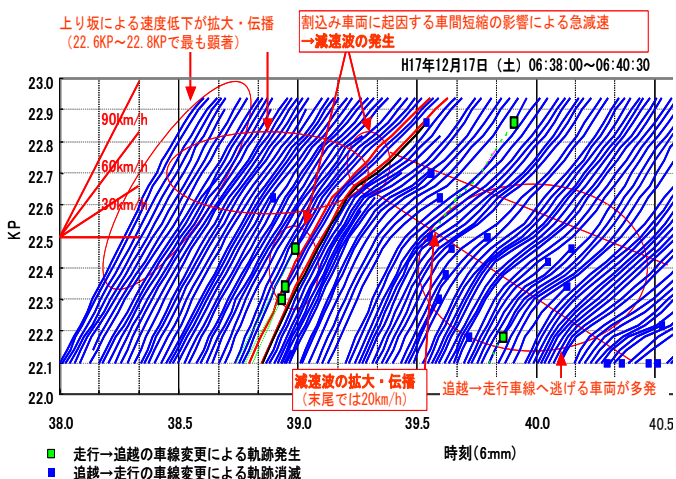 上り坂による速度低下が拡大・伝播
（22.6KP～22.8KPで最も顕著）
割込み車両に起因する車間短縮の影響による急減速
→減速波の発生
H17年12月17日（土）06:38:00～06:40:30
23.0
22.9
22.8
22.7
22.6
22.5
22.4
22.3
22.2
22.1
22.0
KP
90km/h
60km/h
30km/h
減速波の拡大・伝播
（末尾では20km/h）
追越→走行車線へ逃げる車両が多発
38.0
38.5
39.0
39.5
40.0
40.5
時刻(6:mm)
走行→追越の車線変更による軌跡発生
追越→走行の車線変更による軌跡消滅